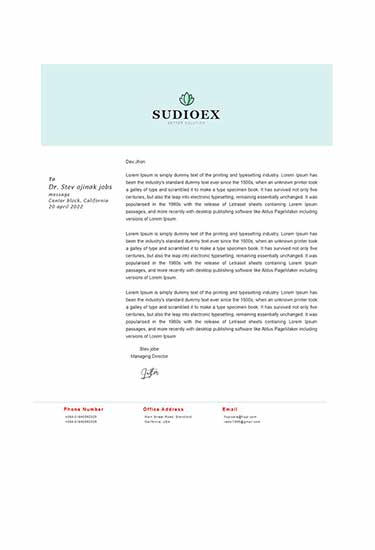 SUDIOEX
BETTER SOLUTION
To
Dr. Stev ojinak jobs
message
Center block, California
20 april 2022
Dev.Jhon
Lorem Ipsum is simply dummy text of the printing and typesetting industry. Lorem Ipsum has
been the industry's standard dummy text ever since the 1500s, when an unknown printer took
a galley of type and scrambled it to make a type specimen book. It has survived not only five
centuries, but also the leap into electronic typesetting, remaining essentially unchanged. It was
popularised in the 1960s with the release of Letraset sheets containing Lorem Ipsum
passages, and more recently with desktop publishing software like Aldus PageMaker including
versions of Lorem Ipsum
Lorem Ipsum is simply dummy text of the printing and typesetting industry. Lorem Ipsum has
been the industry's standard dummy text ever since the 1500s, when an unknown printer took
a galley of type and scrambled it to make a type specimen book. It has survived not only five
centuries, but also the leap into electronic typesetting, remaining essentially unchanged. It was
popularised in the 1960s with the release of Letraset sheets containing Lorem Ipsum
passages, and more recently with desktop publishing software like Aldus PageMaker including
versions of Lorem Ipsum
Lorem Ipsum is simply dummy text of the printing and typesetting industry. Lorem Ipsum has
been the industry's standard dummy text ever since the 1500s, when an unknown printer took
a galley of type and scrambled it to make a type specimen book. It has survived not only five
centuries, but also the leap into electronic typesetting, remaining essentially unchanged. It was
popularised in the 1960s with the release of Letraset sheets containing Lorem Ipsum
passages, and more recently with desktop publishing software like Aldus PageMaker including
versions of Lorem Ipsum
Stev jobs
Managing Director
Phone Number
Office Address
Email
Main Street Road,
California, USA